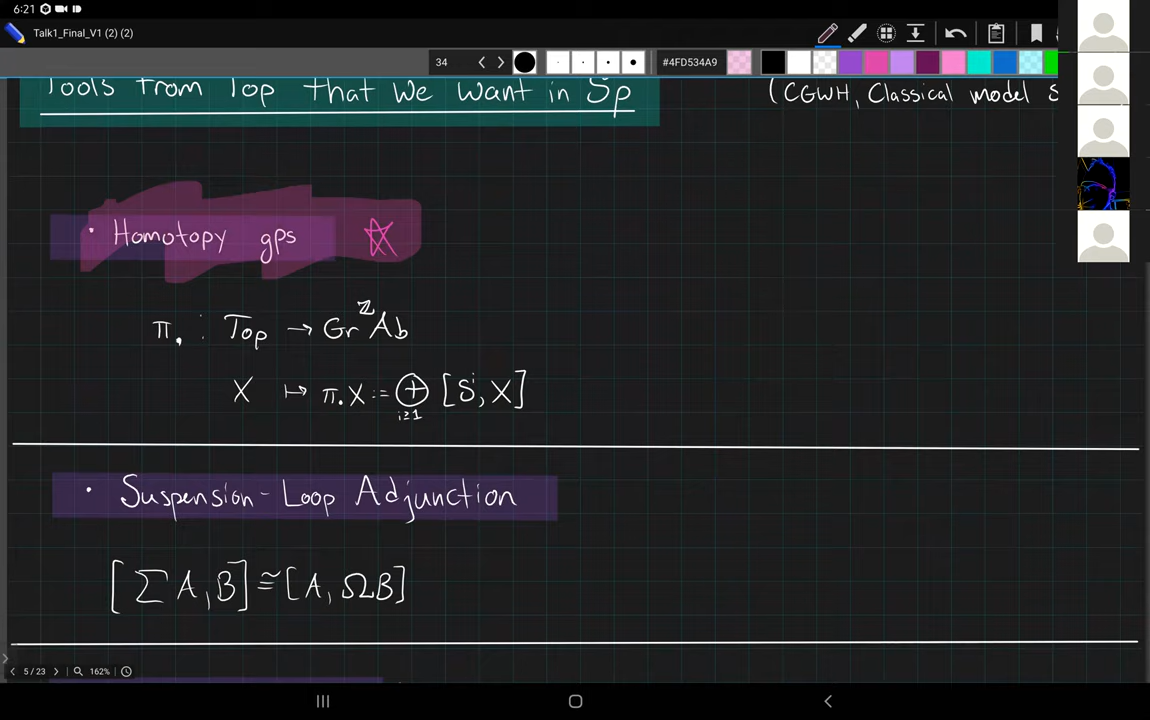 6:21
Talk1_Final_V1 (2) (2)
34
#4FD534A9
Tools from Top that We Want in Sp
(CGWH, Classical model s
• Homotopy gps ☆
π. : Top → Gr^ℤ Ab
X ↦ π.X := ⊕_{i≥1} [Sⁱ, X]
• Suspension-Loop Adjunction
[ΣA, B] ≅ [A, ΩB]
5 / 23
162%